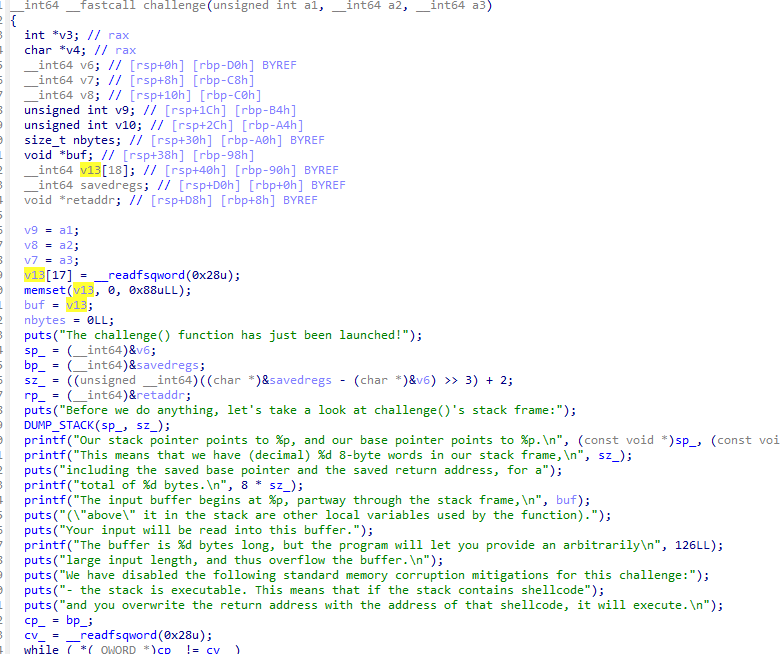 __int64 __fastcall challenge(unsigned int a1, __int64 a2, __int64 a3)
{
int *v3; // rax
char *v4; // rax
__int64 v6; // [rsp+0h] [rbp-D0h] BYREF
__int64 v7; // [rsp+8h] [rbp-C8h]
__int64 v8; // [rsp+10h] [rbp-C0h]
unsigned int v9; // [rsp+1Ch] [rbp-B4h]
unsigned int v10; // [rsp+2Ch] [rbp-A4h]
size_t nbytes; // [rsp+30h] [rbp-A0h] BYREF
void *buf; // [rsp+38h] [rbp-98h]
__int64 v13[18]; // [rsp+40h] [rbp-90h] BYREF
__int64 savedregs; // [rsp+D0h] [rbp+0h] BYREF
void *retaddr; // [rsp+D8h] [rbp+8h] BYREF
v9 = a1;
v8 = a2;
v7 = a3;
v13[17] = __readfsqword(0x28u);
memset(v13, 0, 0x88uLL);
buf = v13;
nbytes = 0LL;
puts("The challenge() function has just been launched!");
sp_ = (__int64)&v6;
bp_ = (__int64)&savedregs;
sz_ = ((unsigned __int64)((char *)&savedregs - (char *)&v6) >> 3) + 2;
rp_ = (__int64)&retaddr;
puts("Before we do anything, let's take a look at challenge()'s stack frame:");
DUMP_STACK(sp_, sz_);
printf("Our stack pointer points to %p, and our base pointer points to %p.\n", (const void *)sp_, (const voi
printf("This means that we have (decimal) %d 8-byte words in our stack frame,\n", sz_);
puts("including the saved base pointer and the saved return address, for a");
printf("total of %d bytes.\n", 8 * sz_);
printf("The input buffer begins at %p, partway through the stack frame,\n", buf);
puts("(\"above\" it in the stack are other local variables used by the function).");
puts("Your input will be read into this buffer.");
printf("The buffer is %d bytes long, but the program will let you provide an arbitrarily\n", 126LL);
puts("large input length, and thus overflow the buffer.\n");
puts("We have disabled the following standard memory corruption mitigations for this challenge:");
puts("- the stack is executable. This means that if the stack contains shellcode");
puts("and you overwrite the return address with the address of that shellcode, it will execute.\n");
cp_ = bp_;
cv_ = __readfsqword(0x28u);
while ( *(_QWORD *)cp_ != cv_ )